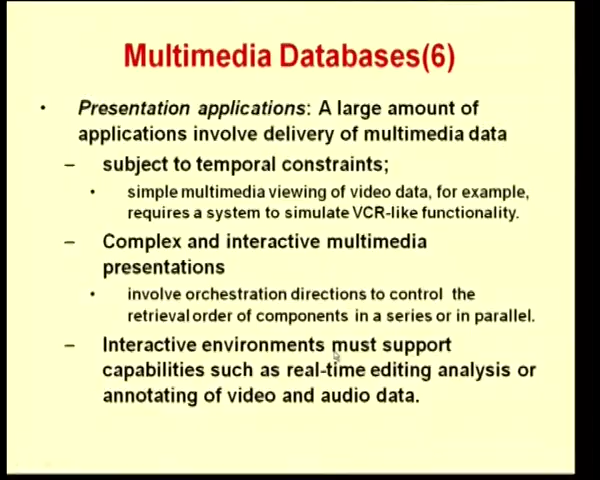 Multimedia Databases(6)
• Presentation applications: A large amount of
applications involve delivery of multimedia data
– subject to temporal constraints;
• simple multimedia viewing of video data, for example,
requires a system to simulate VCR-like functionality.
– Complex and interactive multimedia
presentations
• involve orchestration directions to control the
retrieval order of components in a series or in parallel.
– Interactive environments must support
capabilities such as real-time editing analysis or
annotating of video and audio data.